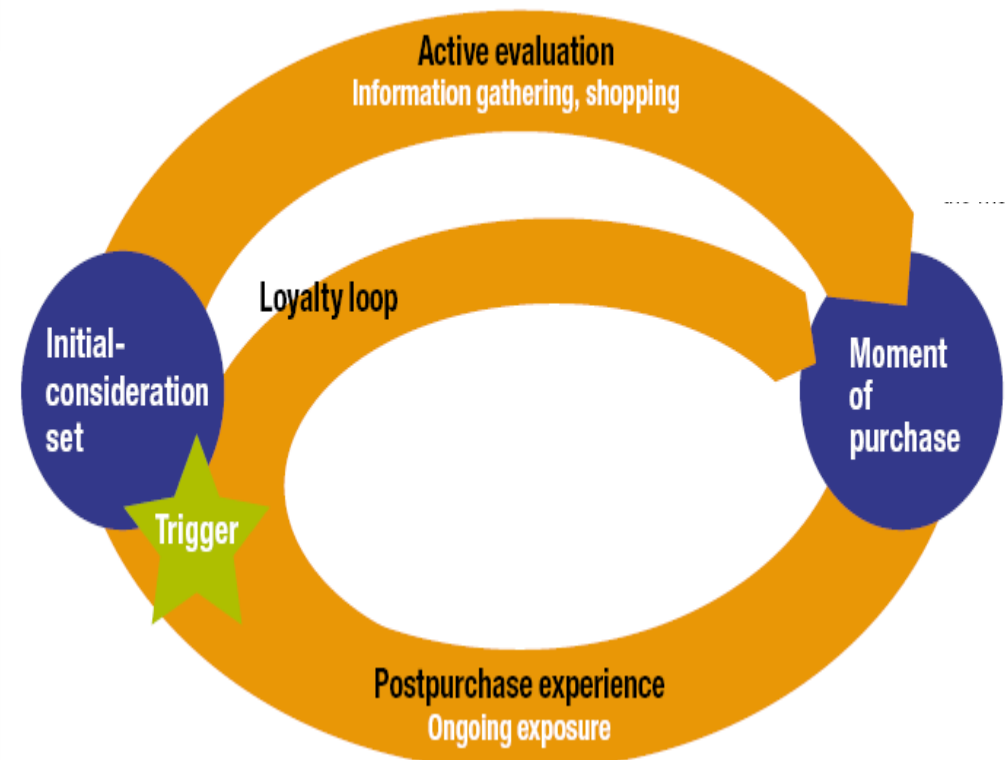 Active evaluation
Information gathering, shopping
Loyalty loop
Initial-
consideration
set
Moment
of
purchase
Trigger
Postpurchase experience
Ongoing exposure